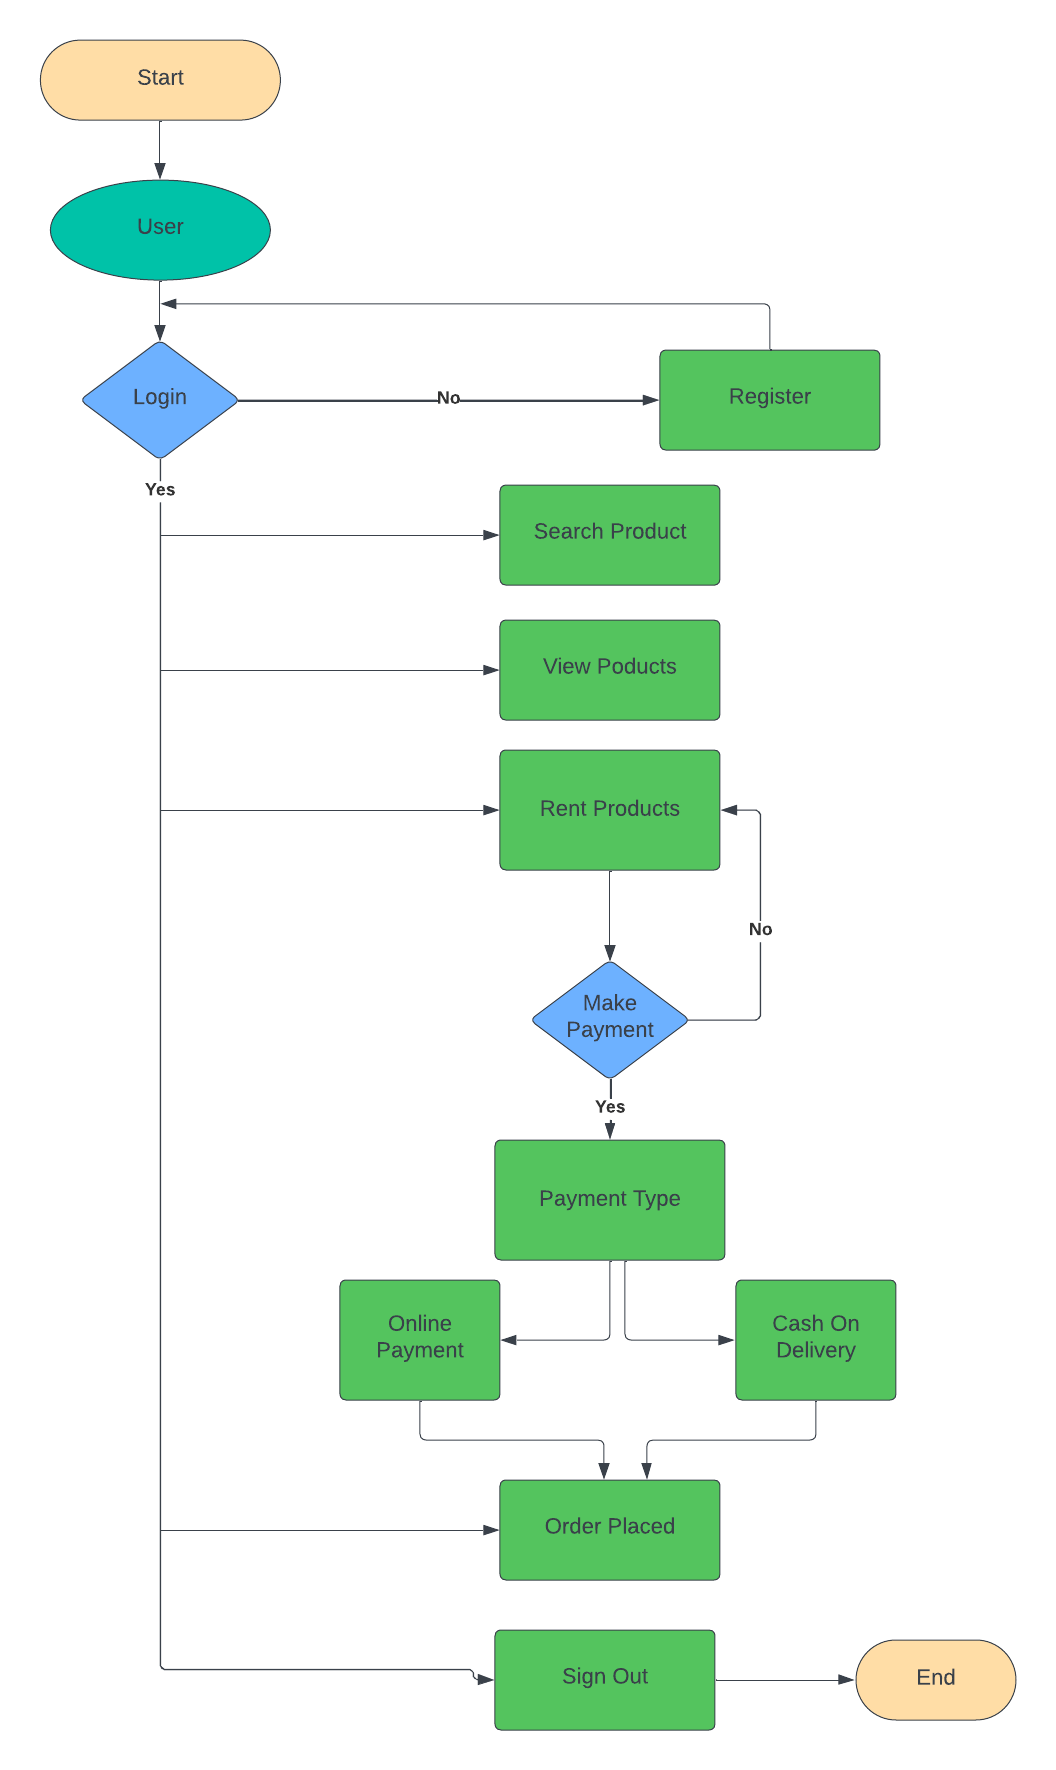 Start
User
Login
No
Register
Yes
Search Product
View Poducts
Rent Products
No
Make
Payment
Yes
Payment Type
Online
Payment
Cash On
Delivery
Order Placed
Sign Out
End